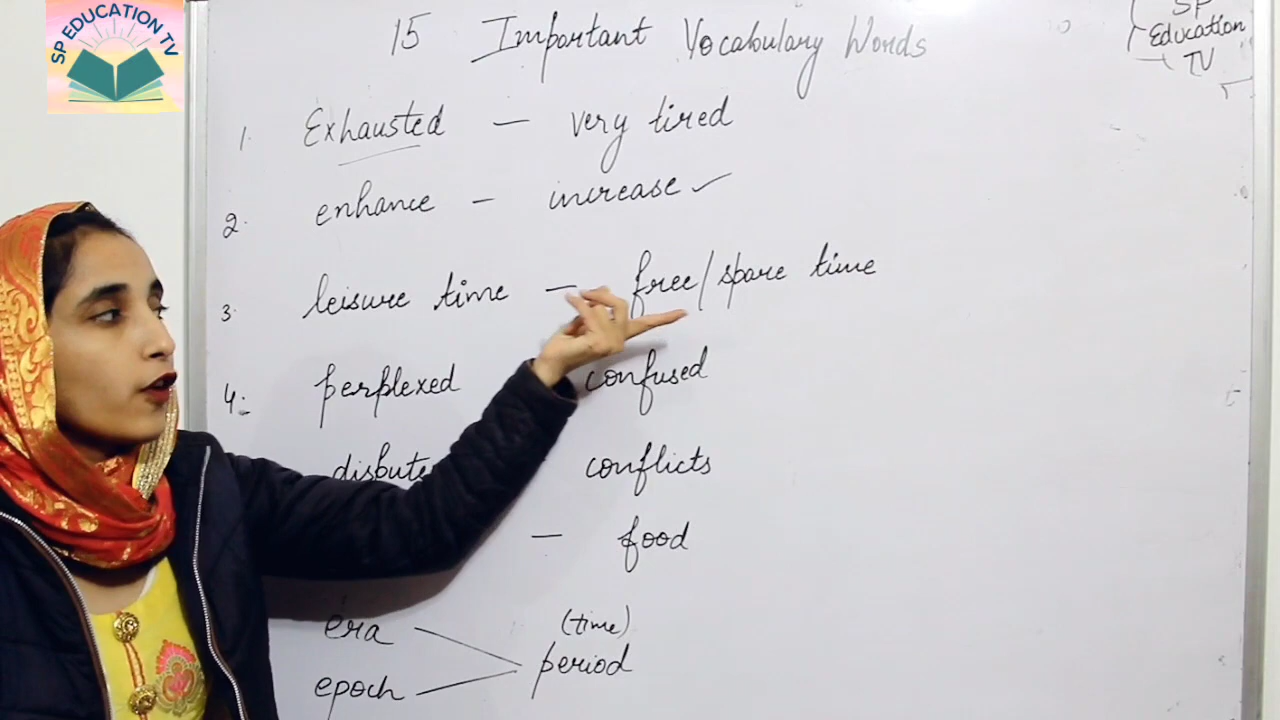 SP EDUCATION TV
15 Important Vocabulary Words
SP
Education
TV
1. Exhausted — very tired
2. enhance — increase ✓
3. leisure time — free/spare time
4:- perplexed confused
conflicts
— food
era (time)
epoch period